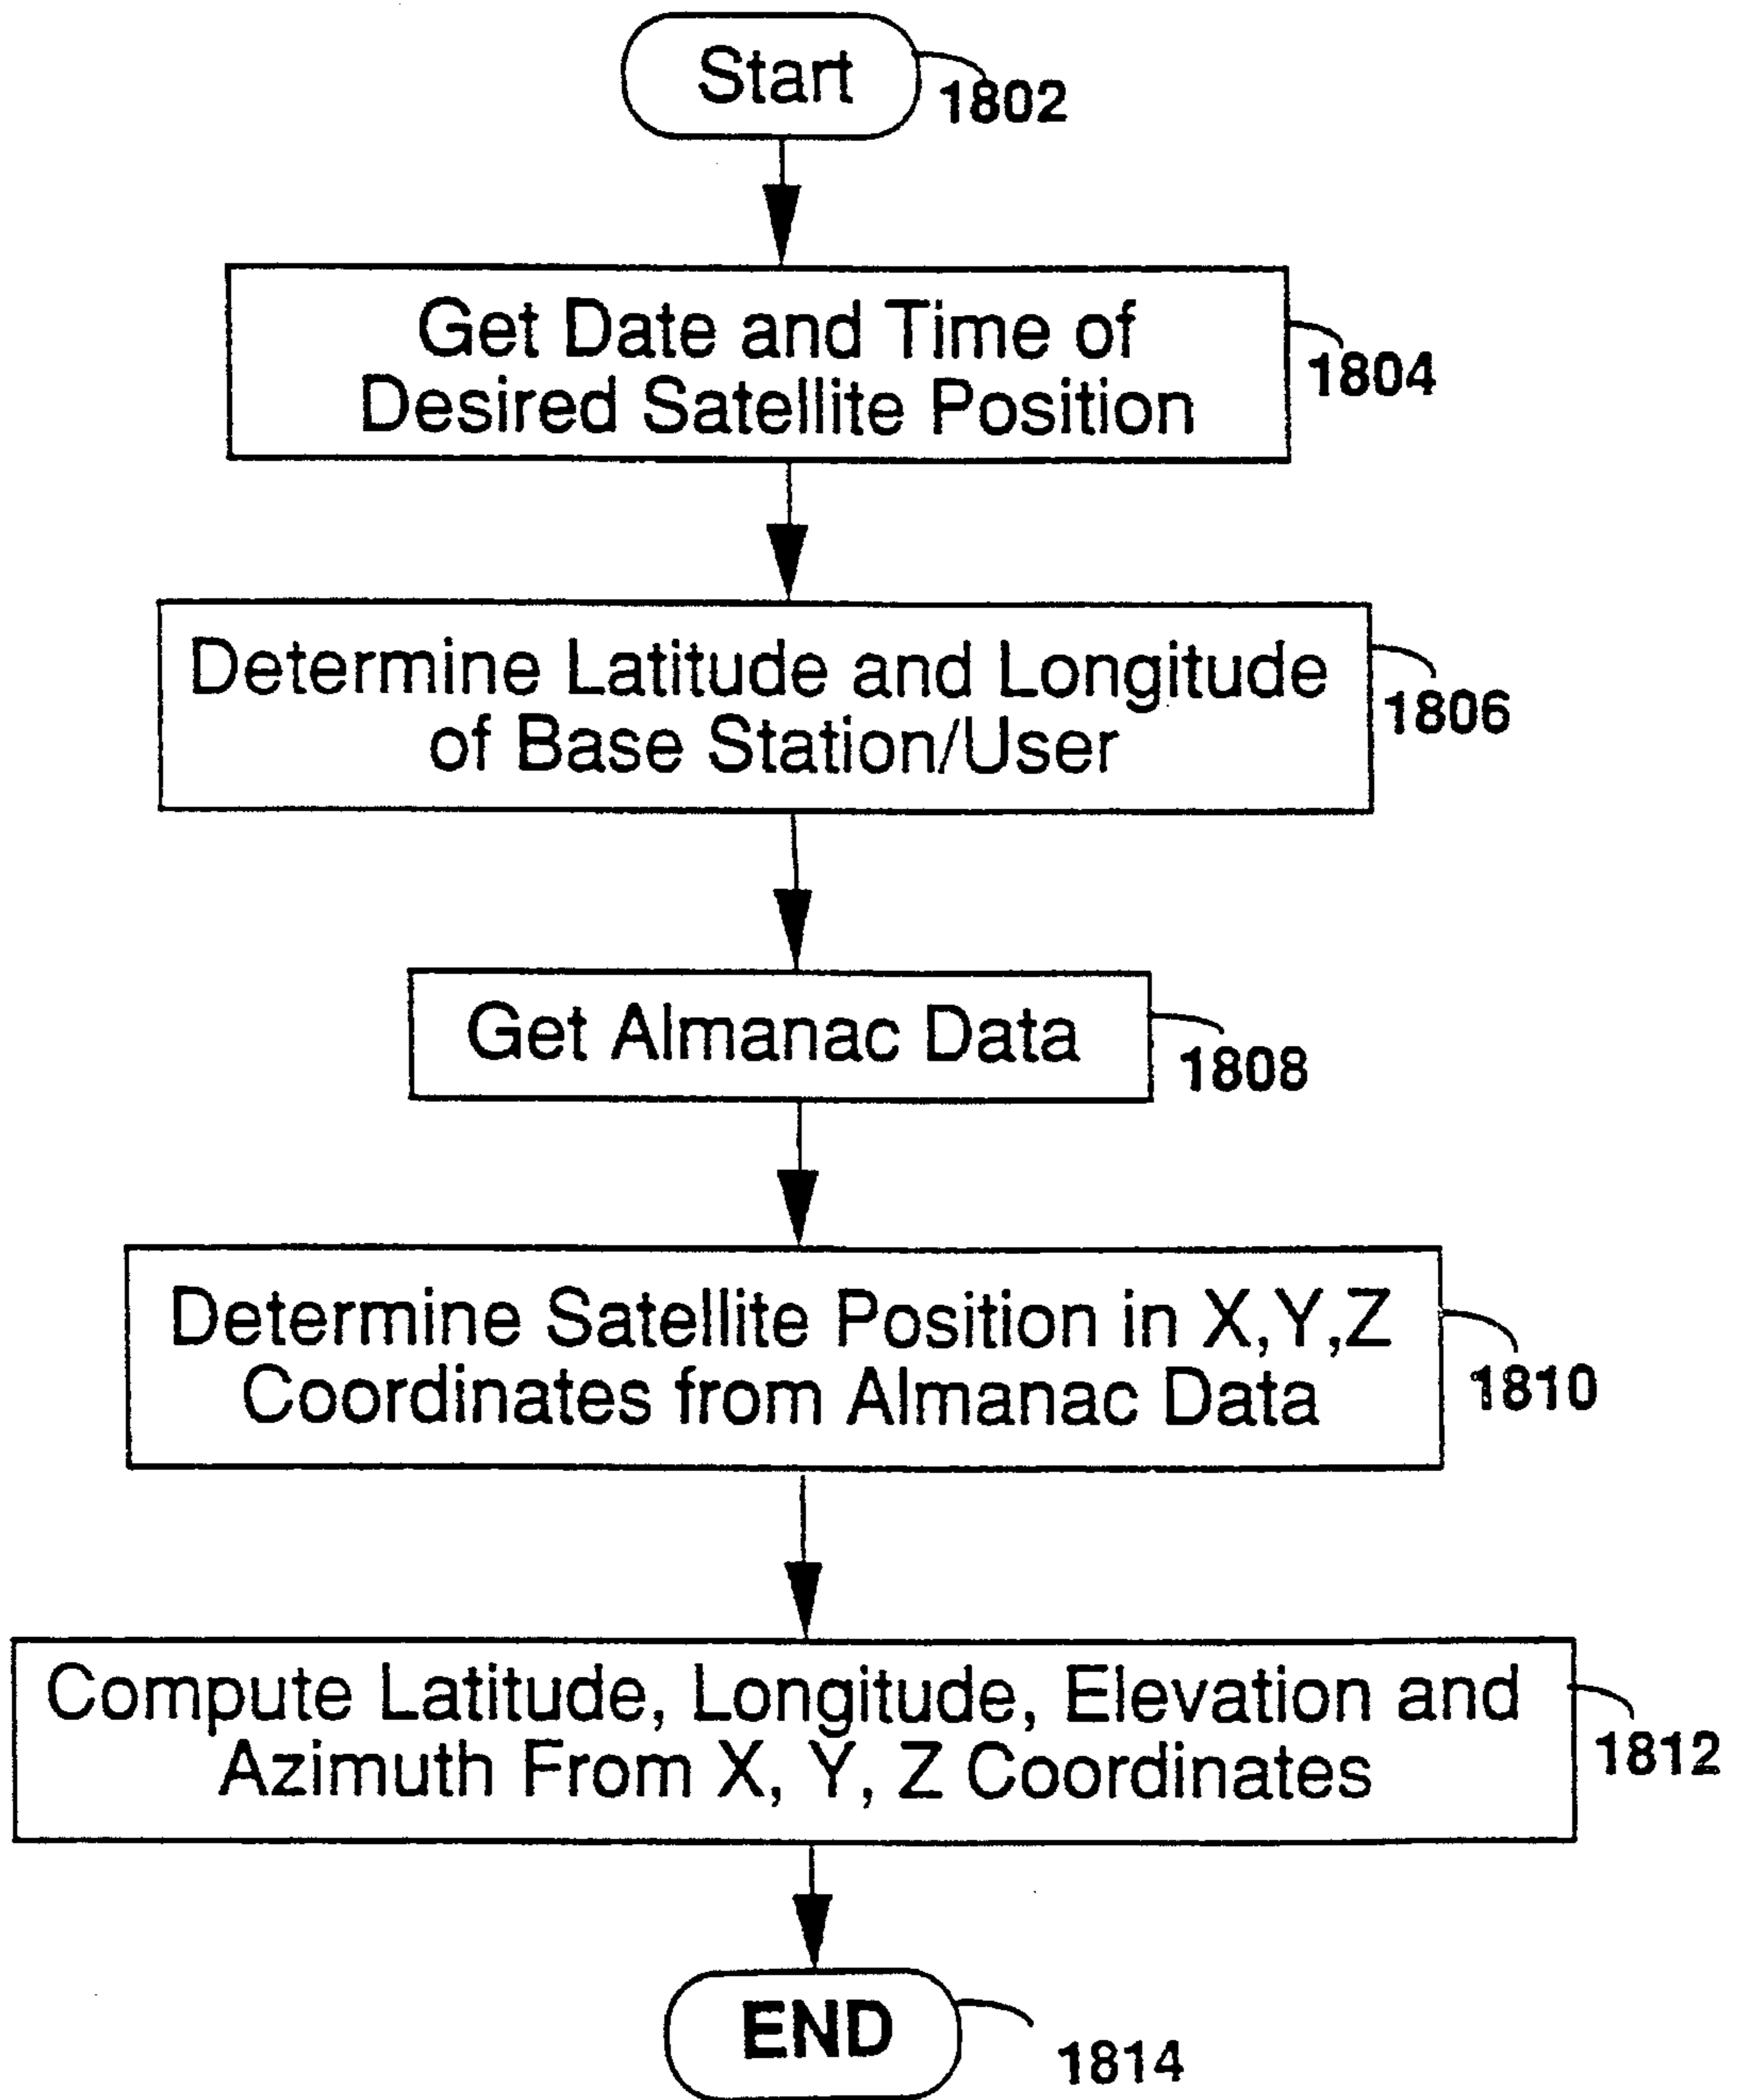 Start
1802
Get Date and Time of
Desired Satellite Position
1804
Determine Latitude and Longitude
of Base Station/User
1806
Get Almanac Data
1808
Determine Satellite Position in X,Y,Z
Coordinates from Almanac Data
1810
Compute Latitude, Longitude, Elevation and
Azimuth From X, Y, Z Coordinates
1812
END
1814